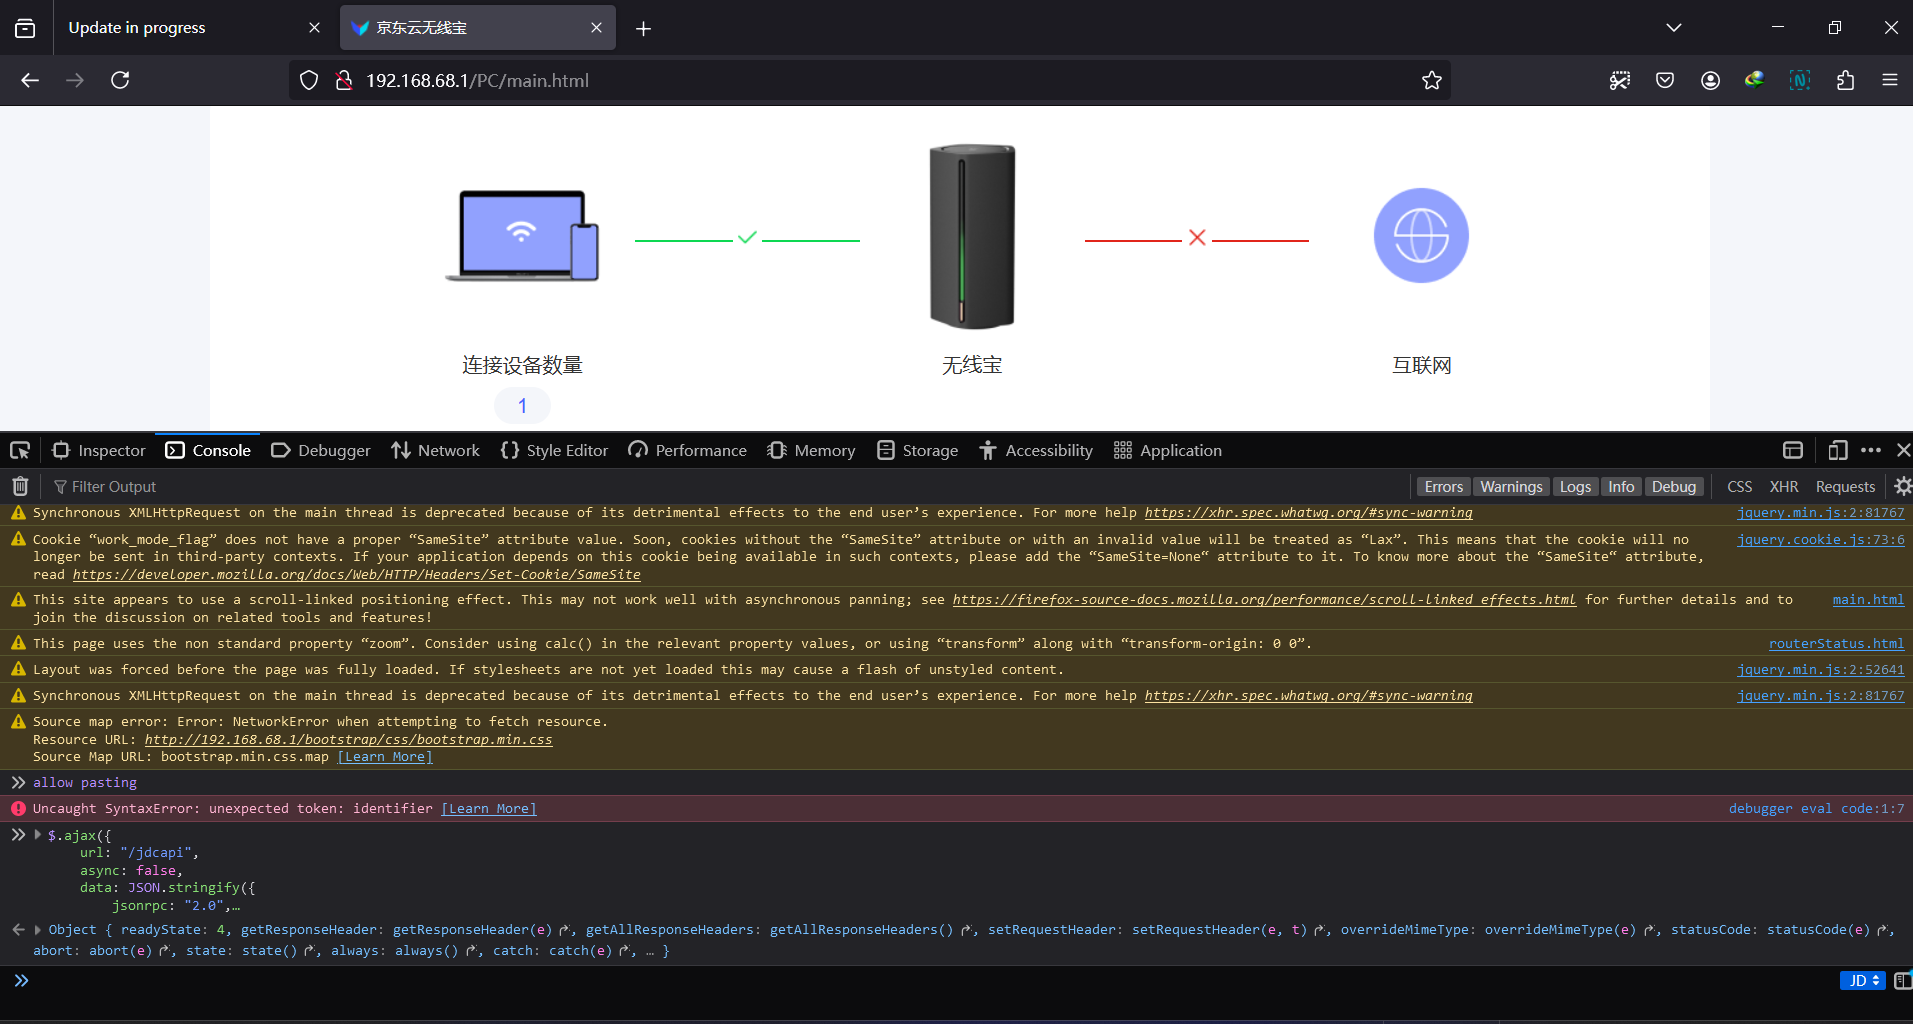 Update in progress
京东云无线宝
192.168.68.1/PC/main.html
连接设备数量
无线宝
互联网
1
Inspector Console Debugger Network Style Editor Performance Memory Storage Accessibility Application
Filter Output
Errors Warnings Logs Info Debug CSS XHR Requests
Synchronous XMLHttpRequest on the main thread is deprecated because of its detrimental effects to the end user’s experience. For more help https://xhr.spec.whatwg.org/#sync-warning jquery.min.js:2:81767
Cookie “work_mode_flag” does not have a proper “SameSite” attribute value. Soon, cookies without the “SameSite” attribute or with an invalid value will be treated as “Lax”. This means that the cookie will no jquery.cookie.js:73:6
longer be sent in third-party contexts. If your application depends on this cookie being available in such contexts, please add the “SameSite=None“ attribute to it. To know more about the “SameSite“ attribute,
read https://developer.mozilla.org/docs/Web/HTTP/Headers/Set-Cookie/SameSite
This site appears to use a scroll-linked positioning effect. This may not work well with asynchronous panning; see https://firefox-source-docs.mozilla.org/performance/scroll-linked_effects.html for further details and to main.html
join the discussion on related tools and features!
This page uses the non standard property “zoom”. Consider using calc() in the relevant property values, or using “transform” along with “transform-origin: 0 0”. routerStatus.html
Layout was forced before the page was fully loaded. If stylesheets are not yet loaded this may cause a flash of unstyled content. jquery.min.js:2:52641
Synchronous XMLHttpRequest on the main thread is deprecated because of its detrimental effects to the end user’s experience. For more help https://xhr.spec.whatwg.org/#sync-warning jquery.min.js:2:81767
Source map error: Error: NetworkError when attempting to fetch resource.
Resource URL: http://192.168.68.1/bootstrap/css/bootstrap.min.css
Source Map URL: bootstrap.min.css.map [Learn More]
allow pasting
Uncaught SyntaxError: unexpected token: identifier [Learn More] debugger eval code:1:7
$.ajax({
url: "/jdcapi",
async: false,
data: JSON.stringify({
jsonrpc: "2.0",…
Object { readyState: 4, getResponseHeader: getResponseHeader(e), getAllResponseHeaders: getAllResponseHeaders(), setRequestHeader: setRequestHeader(e, t), overrideMimeType: overrideMimeType(e), statusCode: statusCode(e),
abort: abort(e), state: state(), always: always(), catch: catch(e), … }
JD